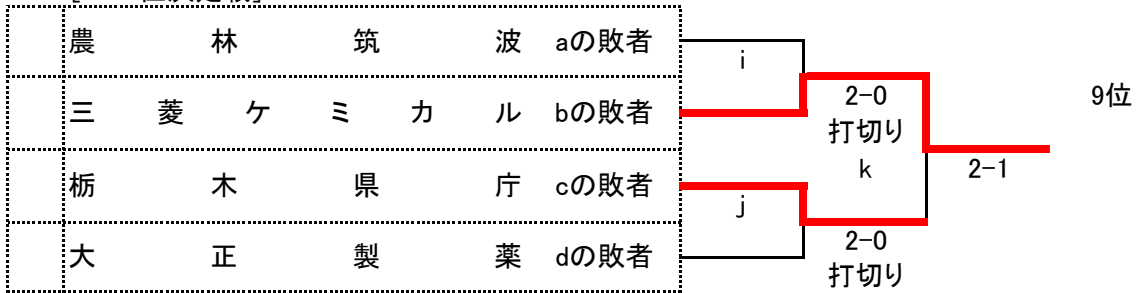 農林筑波 aの敗者
i
三菱ケミカル bの敗者
2-0
打切り
9位
k
2-1
栃木県庁 cの敗者
j
大正製薬 dの敗者
2-0
打切り